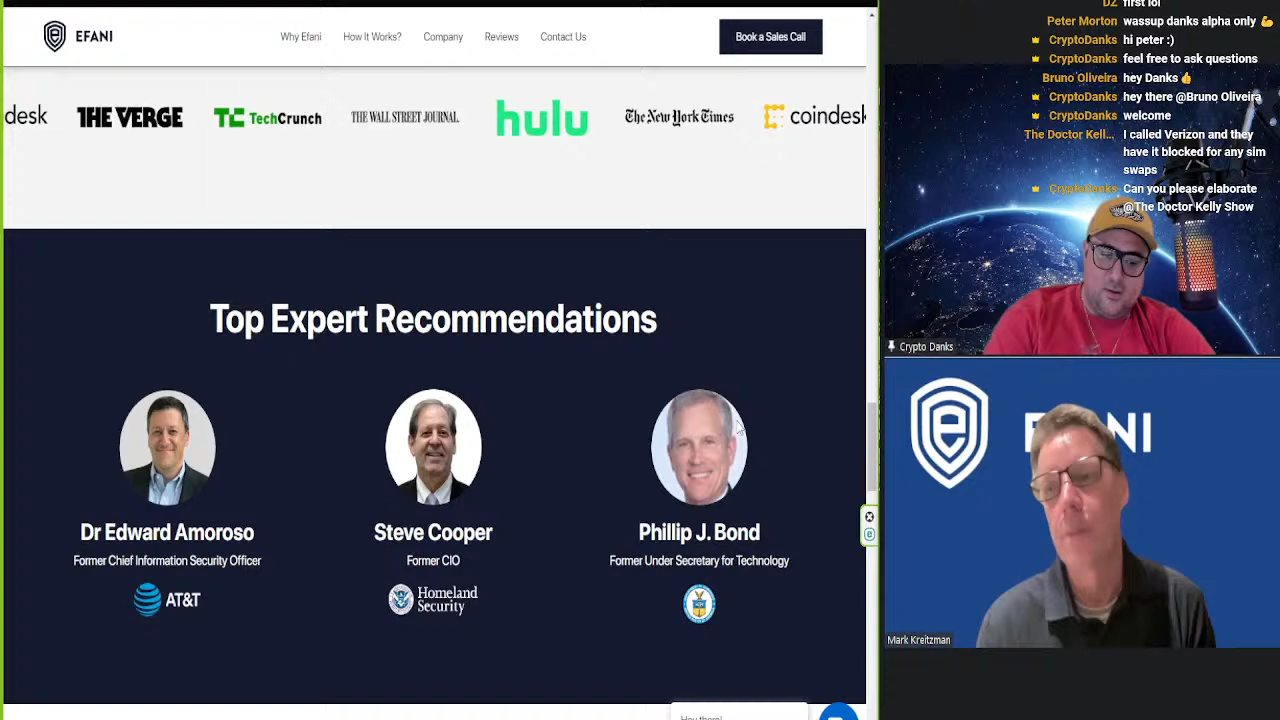 EFANI
Why Efani
How It Works?
Company
Reviews
Contact Us
Book a Sales Call
desk
THE VERGE
TechCrunch
THE WALL STREET JOURNAL.
hulu
The New York Times
coindesk
Top Expert Recommendations
Dr Edward Amoroso
Former Chief Information Security Officer
AT&T
Steve Cooper
Former CIO
Homeland
Security
Phillip J. Bond
Former Under Secretary for Technology
Hey there!
DZ first lol
Peter Morton wassup danks alpha only 💪
CryptoDanks hi peter :)
CryptoDanks feel free to ask questions
Bruno Oliveira hey Danks 👍
CryptoDanks hey there @Bruno Oliveira
CryptoDanks welcome
The Doctor Kell... I called Verizon and they
have it blocked for any sim
swaps
CryptoDanks Can you please elaborate
@The Doctor Kelly Show
Crypto Danks
EFANI
Mark Kreitzman